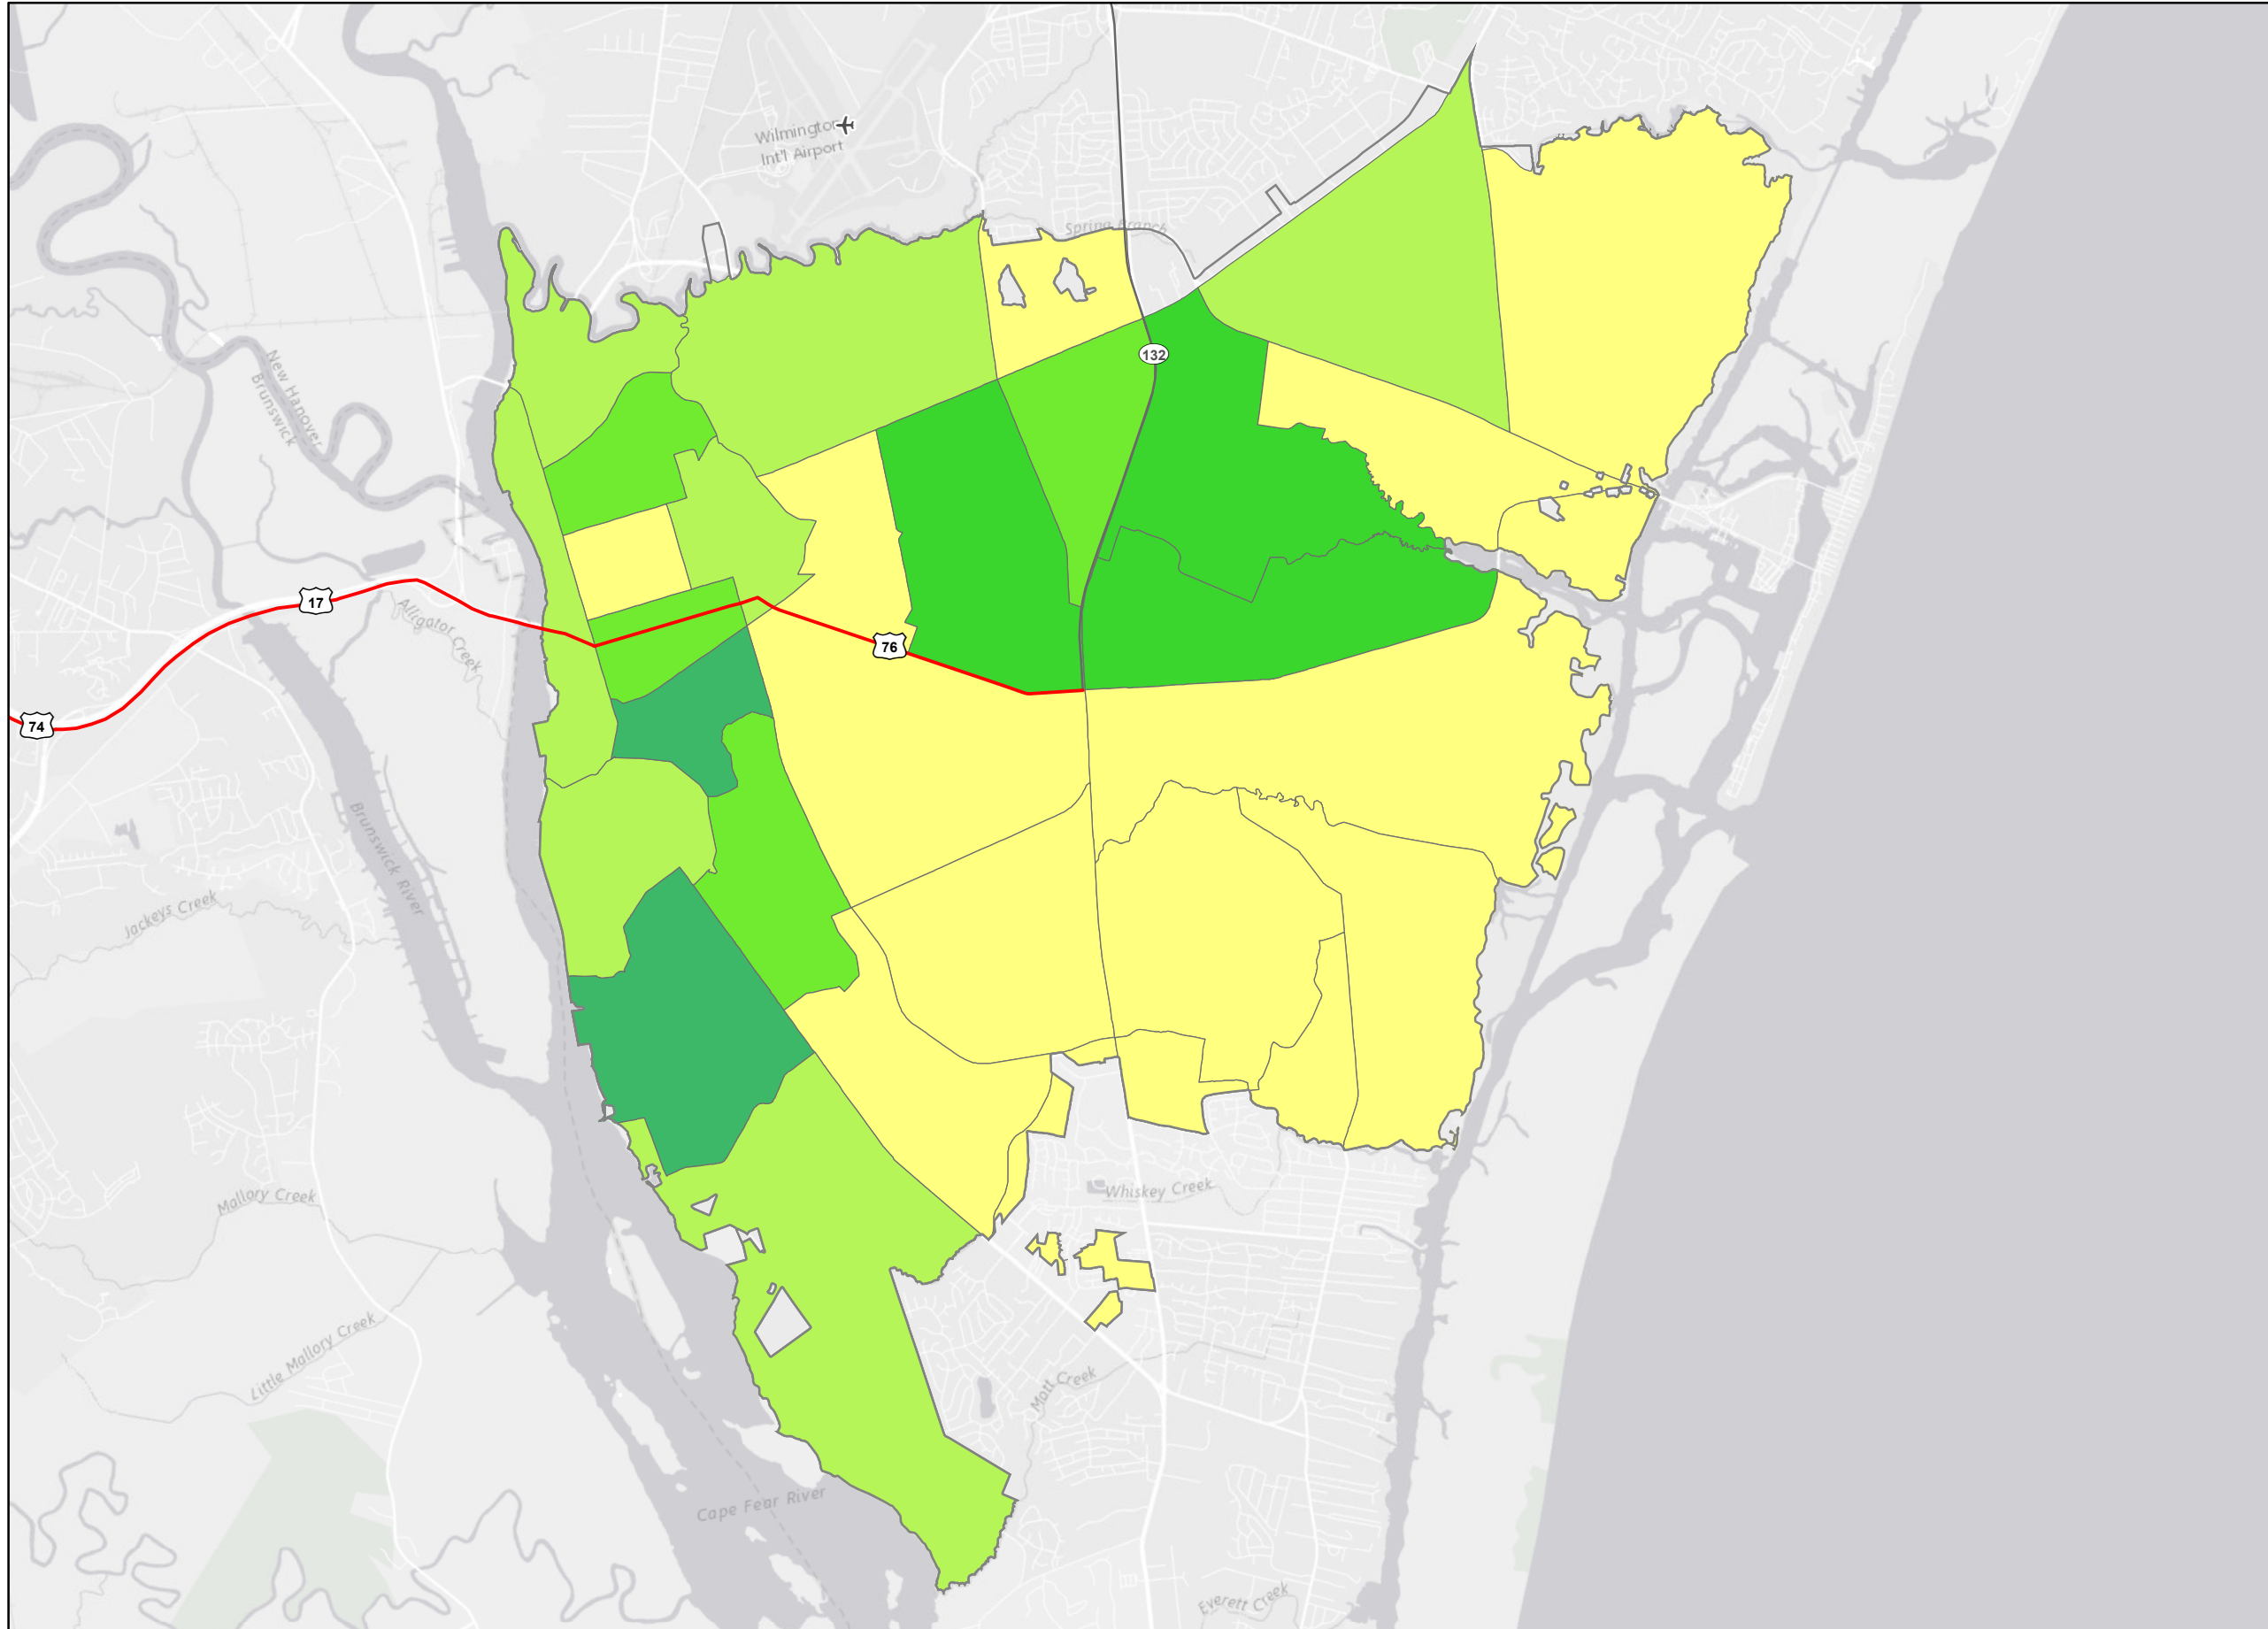 Wilmington
Int'l Airport
Spring Branch
132
New Hanover
Brunswick
17
Alligator Creek
76
74
Brunswick River
Jackeys Creek
Mallory Creek
Whiskey Creek
Little Mallory Creek
Mott Creek
Cape Fear River
Everett Creek